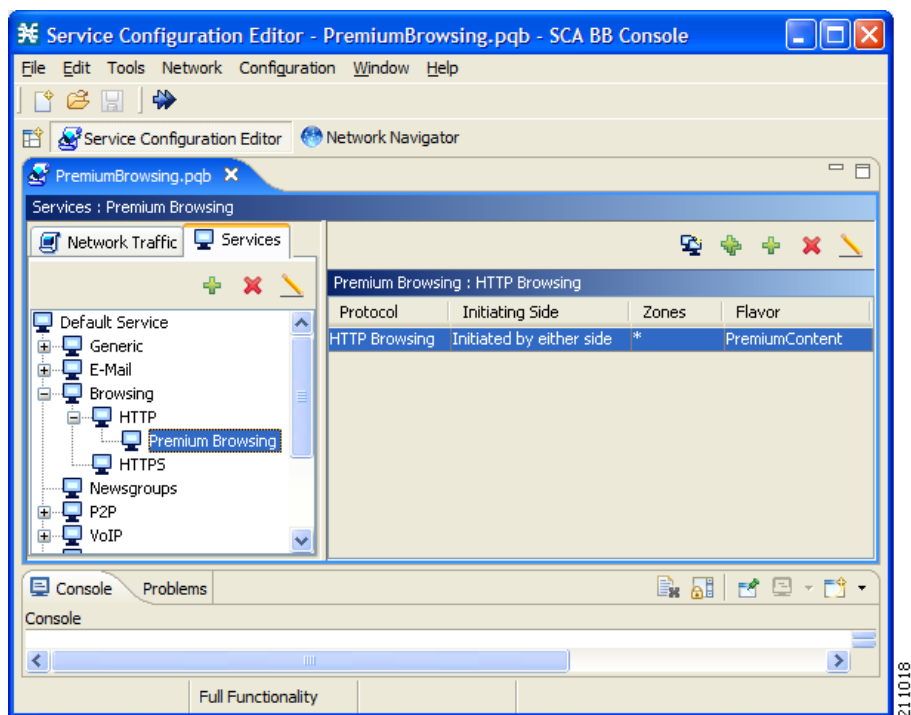 Service Configuration Editor - PremiumBrowsing.pqb - SCA BB Console
File Edit Tools Network Configuration Window Help
Service Configuration Editor Network Navigator
PremiumBrowsing.pqb
Services : Premium Browsing
Network Traffic Services
Premium Browsing : HTTP Browsing
Protocol Initiating Side Zones Flavor
HTTP Browsing Initiated by either side * PremiumContent
Default Service
Generic
E-Mail
Browsing
HTTP
Premium Browsing
HTTPS
Newsgroups
P2P
VoIP
Console Problems
Console
Full Functionality
211018